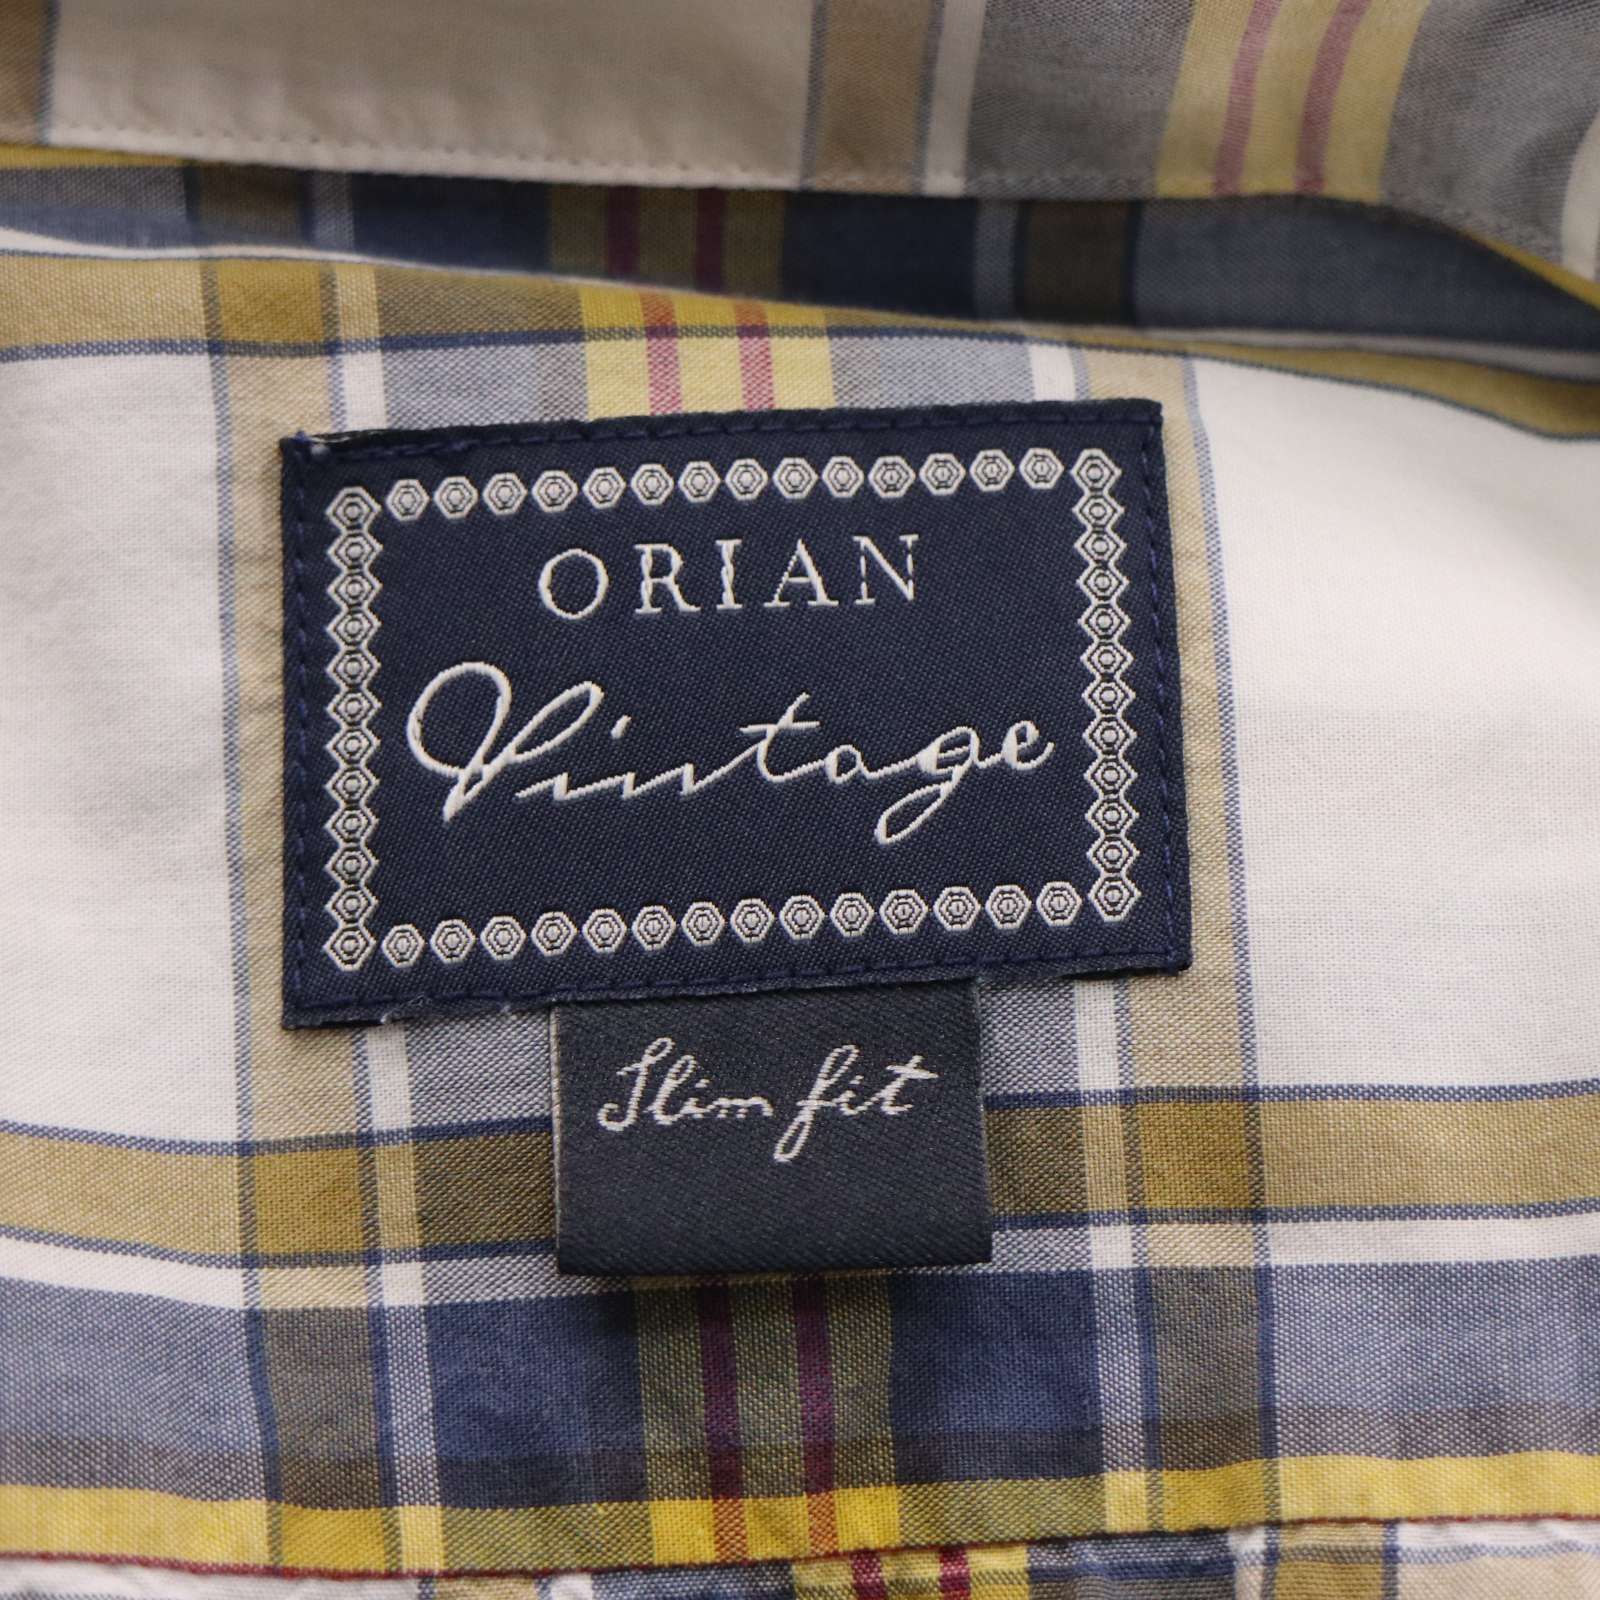 ORIAN
Vintage
Slim fit